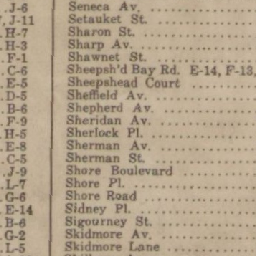 .J-6 Seneca Av. ..........
J-11 Setauket St. ..........
.H-7 Sharon St. ..........
.H-3 Sharp Av. ..........
.F-1 Shawnet St. ..........
.C-6 Sheepsh'd Bay Rd. E-14, F-13,
.E-5 Sheepshead Court ..........
.D-5 Sheffield Av. ..........
.B-6 Shepherd Av. ..........
.F-9 Sheridan Av. ..........
.H-5 Sherlock Pl. ..........
.E-8 Sherman Av. ..........
.C-5 Sherman St. ..........
.J-9 Shore Boulevard ..........
.L-7 Shore Pl. ..........
.G-6 Shore Road ..........
.E-14 Sidney Pl. ..........
.B-6 Sigourney St. ..........
.G-2 Skidmore Av. ..........
.L-5 Skidmore Lane ..........